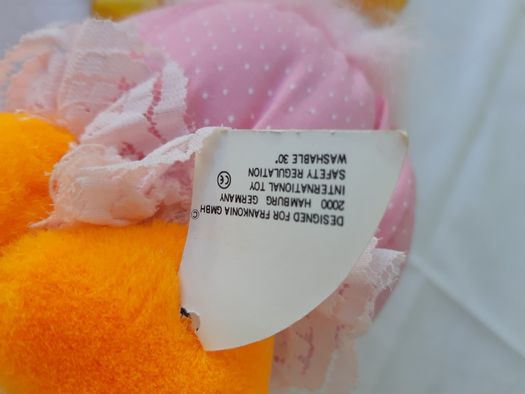 DESIGNED FOR FRANKONIA GMBH ©
2000 HAMBURG GERMANY
INTERNATIONAL TOY CE
SAFETY REGULATION
WASHABLE 30°